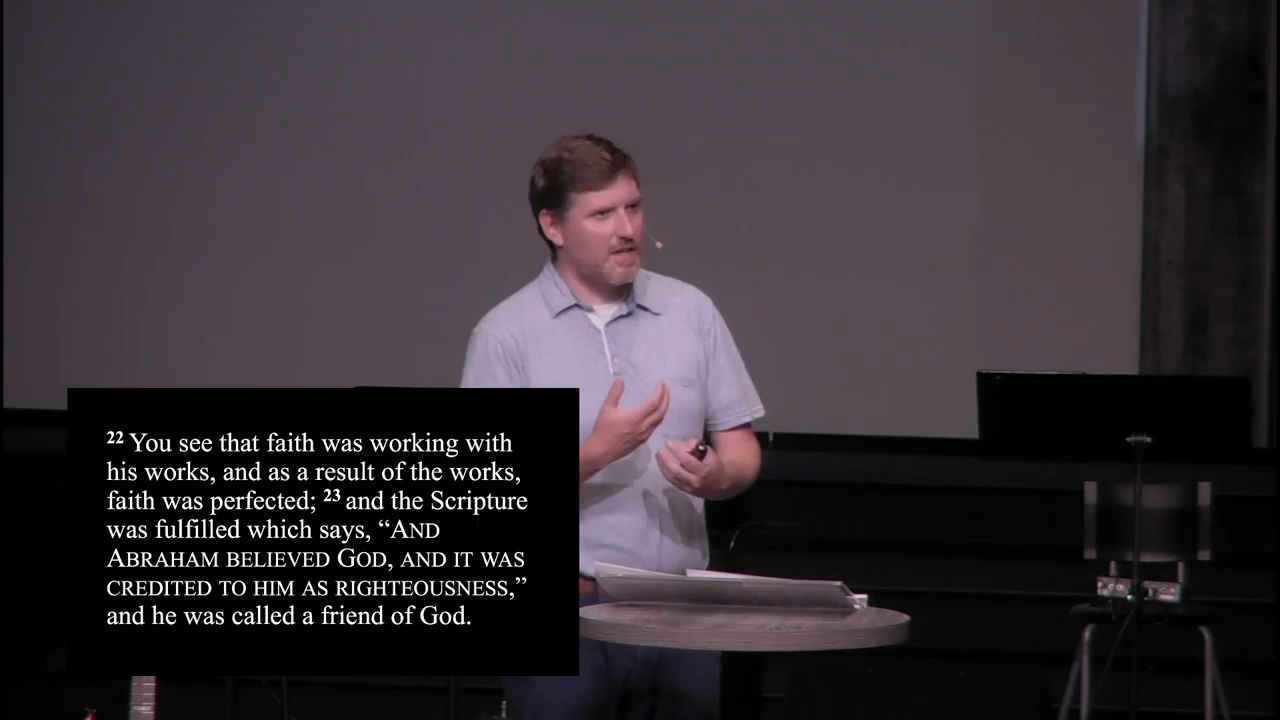 22 You see that faith was working with
his works, and as a result of the works,
faith was perfected; 23 and the Scripture
was fulfilled which says, “AND
ABRAHAM BELIEVED GOD, AND IT WAS
CREDITED TO HIM AS RIGHTEOUSNESS,”
and he was called a friend of God.